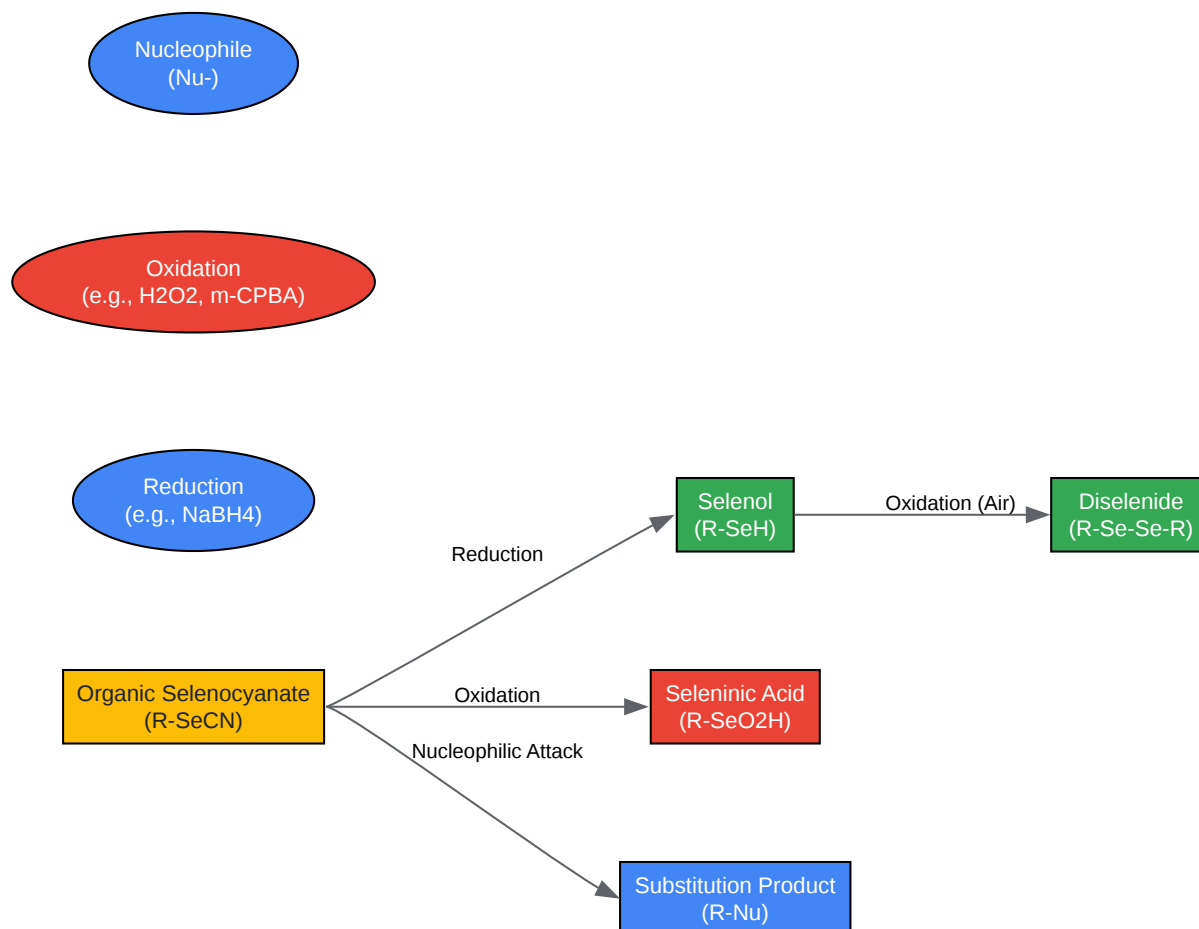 Nucleophile
(Nu-)
Oxidation
(e.g., H2O2, m-CPBA)
Reduction
(e.g., NaBH4)
Selenol
(R-SeH)
Oxidation (Air)
Diselenide
(R-Se-Se-R)
Reduction
Organic Selenocyanate
(R-SeCN)
Oxidation
Seleninic Acid
(R-SeO2H)
Nucleophilic Attack
Substitution Product
(R-Nu)